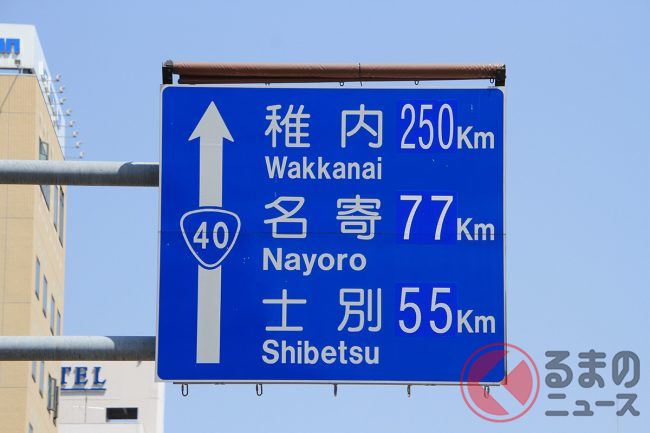 稚内 250Km
Wakkanai
名寄 77Km
40
Nayoro
士別 55Km
Shibetsu
TEL
くるまの
ニュース